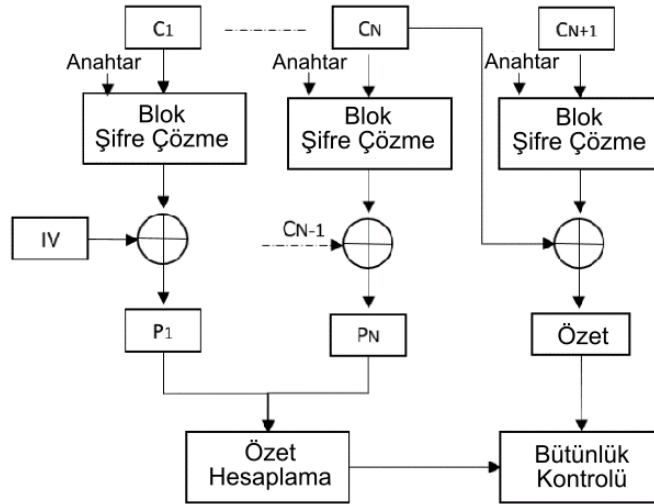 C1
CN
CN+1
Anahtar
Anahtar
Anahtar
Blok
Şifre Çözme
Blok
Şifre Çözme
Blok
Şifre Çözme
IV
CN-1
P1
PN
Özet
Özet
Hesaplama
Bütünlük
Kontrolü